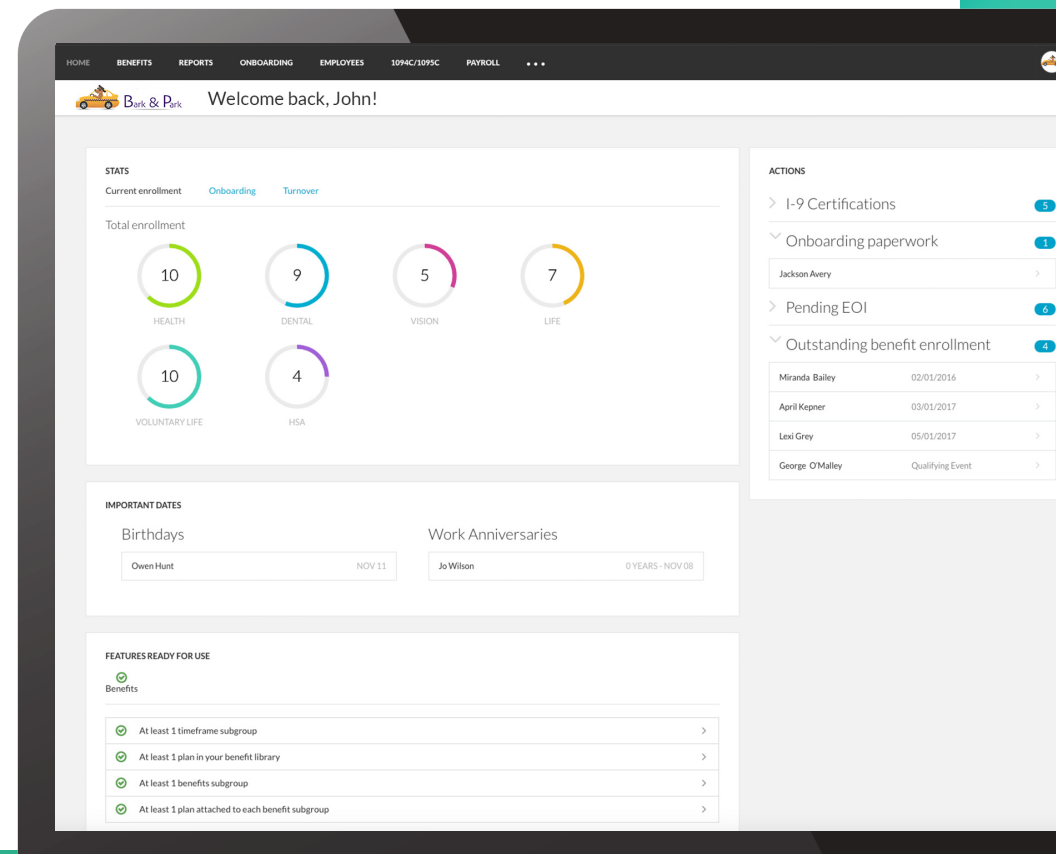 HOME BENEFITS REPORTS ONBOARDING EMPLOYEES 1094C/1095C PAYROLL •••
Bark & Park Welcome back, John!
STATS
Current enrollment Onboarding Turnover
Total enrollment
10 9 5 7
HEALTH DENTAL VISION LIFE
10 4
VOLUNTARY LIFE HSA
IMPORTANT DATES
Birthdays Work Anniversaries
Owen Hunt NOV 11 Jo Wilson 0 YEARS - NOV 08
FEATURES READY FOR USE
Benefits
At least 1 timeframe subgroup
At least 1 plan in your benefit library
At least 1 benefits subgroup
At least 1 plan attached to each benefit subgroup
ACTIONS
I-9 Certifications 5
Onboarding paperwork 1
Jackson Avery
Pending EOI 6
Outstanding benefit enrollment 4
Miranda Bailey 02/01/2016
April Kepner 03/01/2017
Lexi Grey 05/01/2017
George O'Malley Qualifying Event